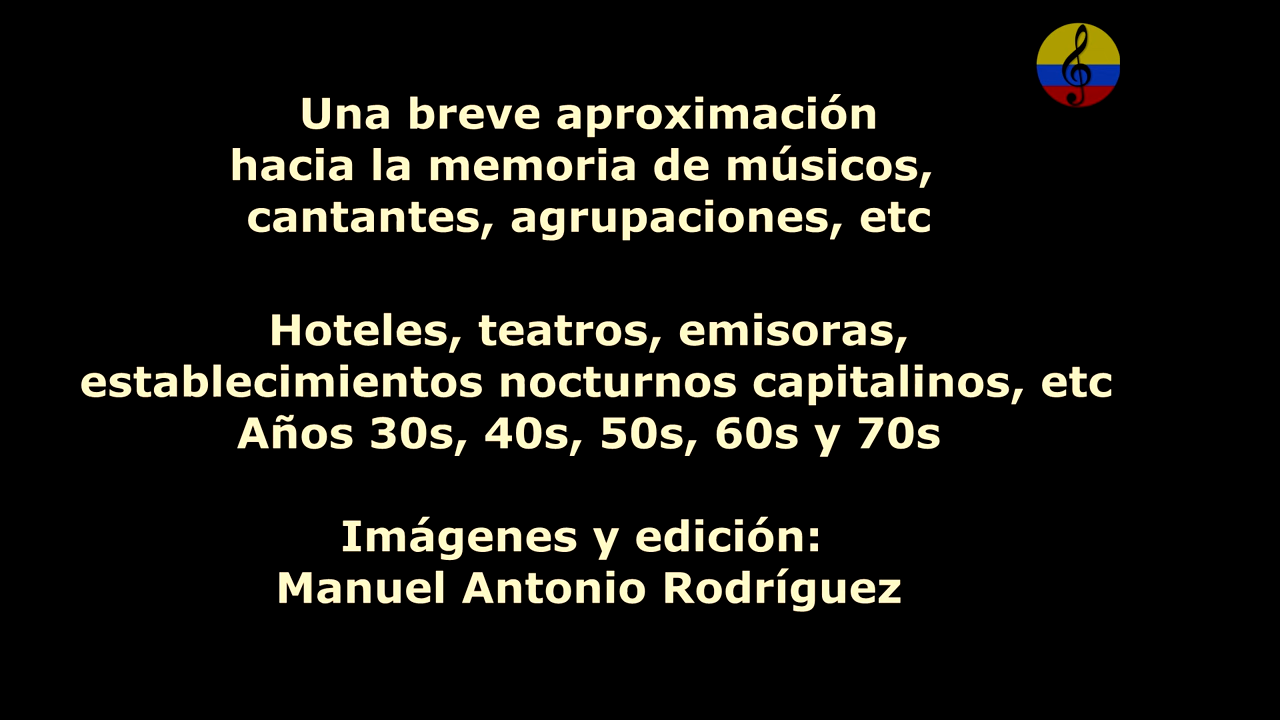 Una breve aproximación
hacia la memoria de músicos,
cantantes, agrupaciones, etc
Hoteles, teatros, emisoras,
establecimientos nocturnos capitalinos, etc
Años 30s, 40s, 50s, 60s y 70s
Imágenes y edición:
Manuel Antonio Rodríguez